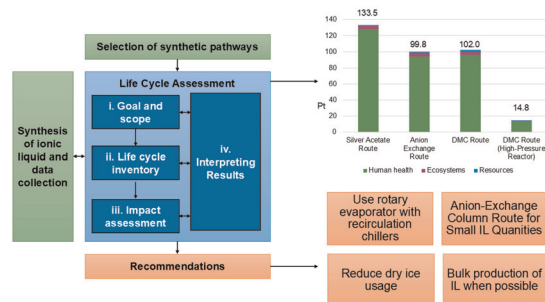 Selection of synthetic pathways
Life Cycle Assessment
i. Goal and
scope
ii. Life cycle
inventory
iii. Impact
assessment
iv.
Interpreting
Results
Synthesis
of ionic
liquid and
data
collection
Recommendations
133.5
99.8
102.0
14.8
140
120
100
80
60
40
20
0
Pt
Silver Acetate
Route
Anion
Exchange
Route
DMC Route
DMC Route
(High-Pressure
Reactor)
Human health
Ecosystems
Resources
Use rotary
evaporator with
recirculation
chillers
Anion-Exchange
Column Route for
Small IL Quanities
Reduce dry ice
usage
Bulk production of
IL when possible